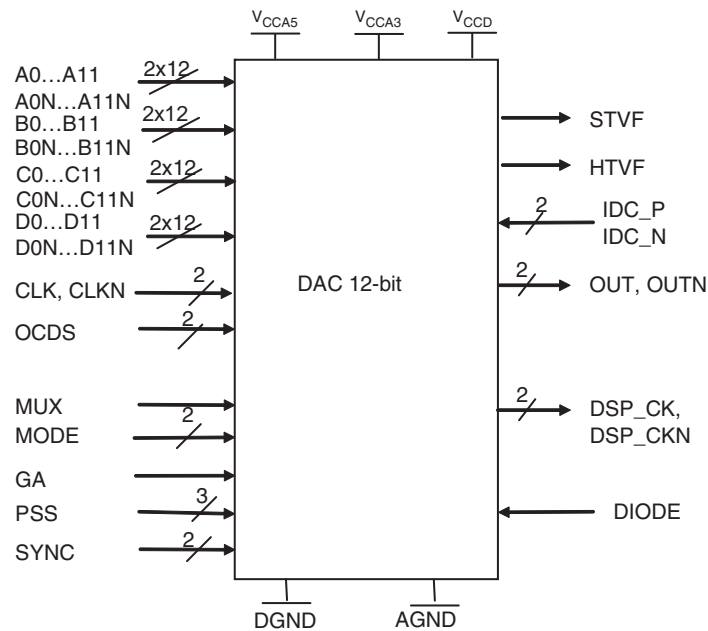 VCCA5 VCCA3 VCCD
A0...A11 2x12
A0N...A11N
B0...B11 2x12
B0N...B11N
C0...C11 2x12
C0N...C11N
D0...D11 2x12
D0N...D11N
CLK, CLKN 2
OCDS 2
MUX
MODE 2
GA
PSS 3
SYNC 2
DAC 12-bit
STVF
HTVF
2 IDC_P
IDC_N
2 OUT, OUTN
2 DSP_CK,
DSP_CKN
DIODE
DGND AGND